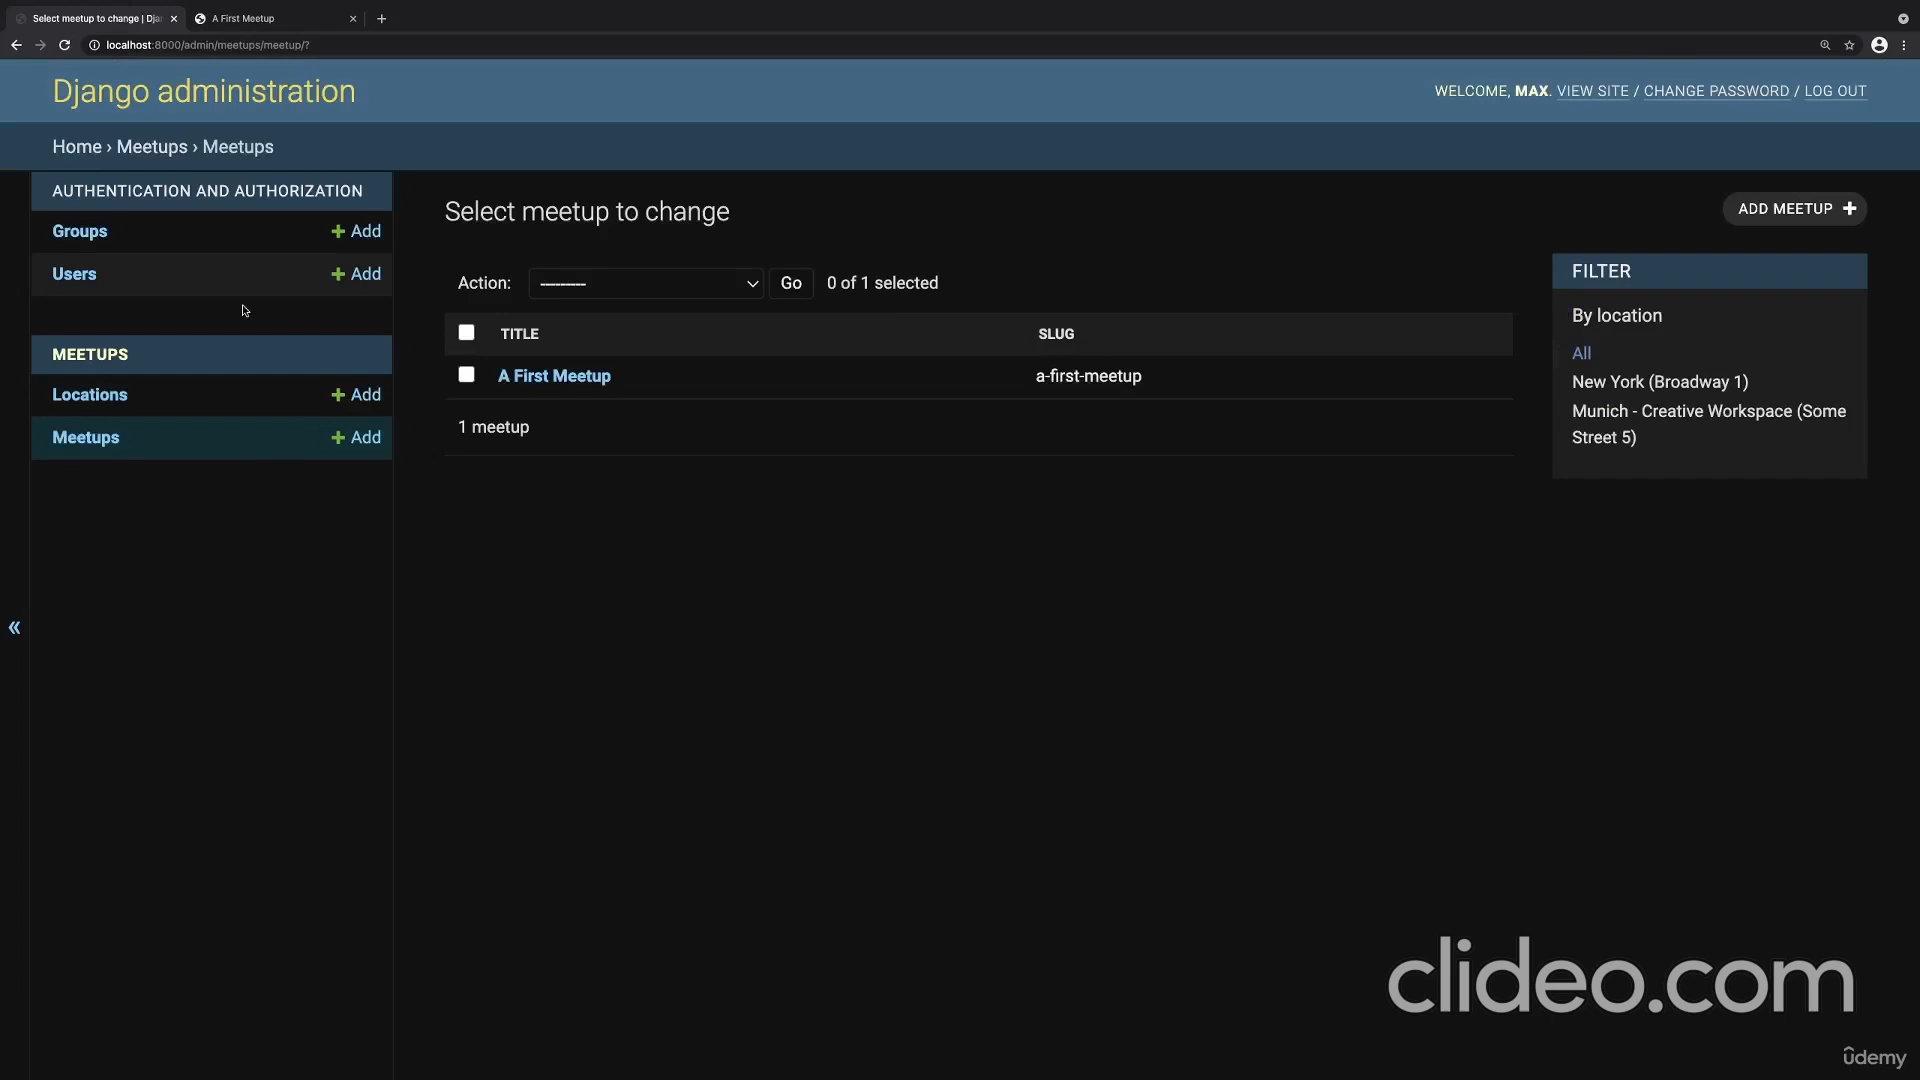 Select meetup to change | Dja
A First Meetup
localhost:8000/admin/meetups/meetup/?
Django administration
WELCOME, MAX. VIEW SITE / CHANGE PASSWORD / LOG OUT
Home › Meetups › Meetups
AUTHENTICATION AND AUTHORIZATION
Groups
+ Add
Users
+ Add
MEETUPS
Locations
+ Add
Meetups
+ Add
«
Select meetup to change
ADD MEETUP +
Action:
---------
Go
0 of 1 selected
TITLE
SLUG
A First Meetup
a-first-meetup
1 meetup
FILTER
By location
All
New York (Broadway 1)
Munich - Creative Workspace (Some
Street 5)
clideo.com
ûdemy